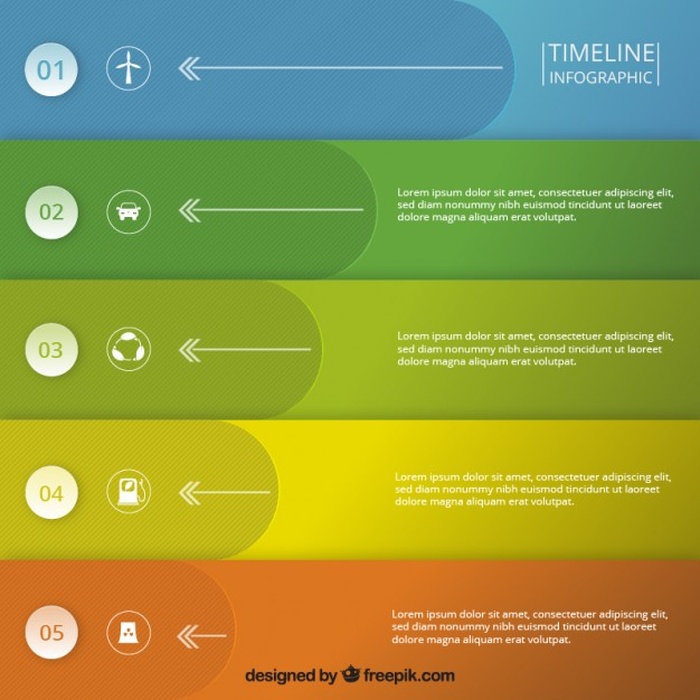 01
TIMELINE
INFOGRAPHIC
02
Lorem ipsum dolor sit amet, consectetuer adipiscing elit,
sed diam nonummy nibh euismod tincidunt ut laoreet
dolore magna aliquam erat volutpat.
03
Lorem ipsum dolor sit amet, consectetuer adipiscing elit,
sed diam nonummy nibh euismod tincidunt ut laoreet
dolore magna aliquam erat volutpat.
04
Lorem ipsum dolor sit amet, consectetuer adipiscing elit,
sed diam nonummy nibh euismod tincidunt ut laoreet
dolore magna aliquam erat volutpat.
05
Lorem ipsum dolor sit amet, consectetuer adipiscing elit,
sed diam nonummy nibh euismod tincidunt ut laoreet
dolore magna aliquam erat volutpat.
designed by freepik.com